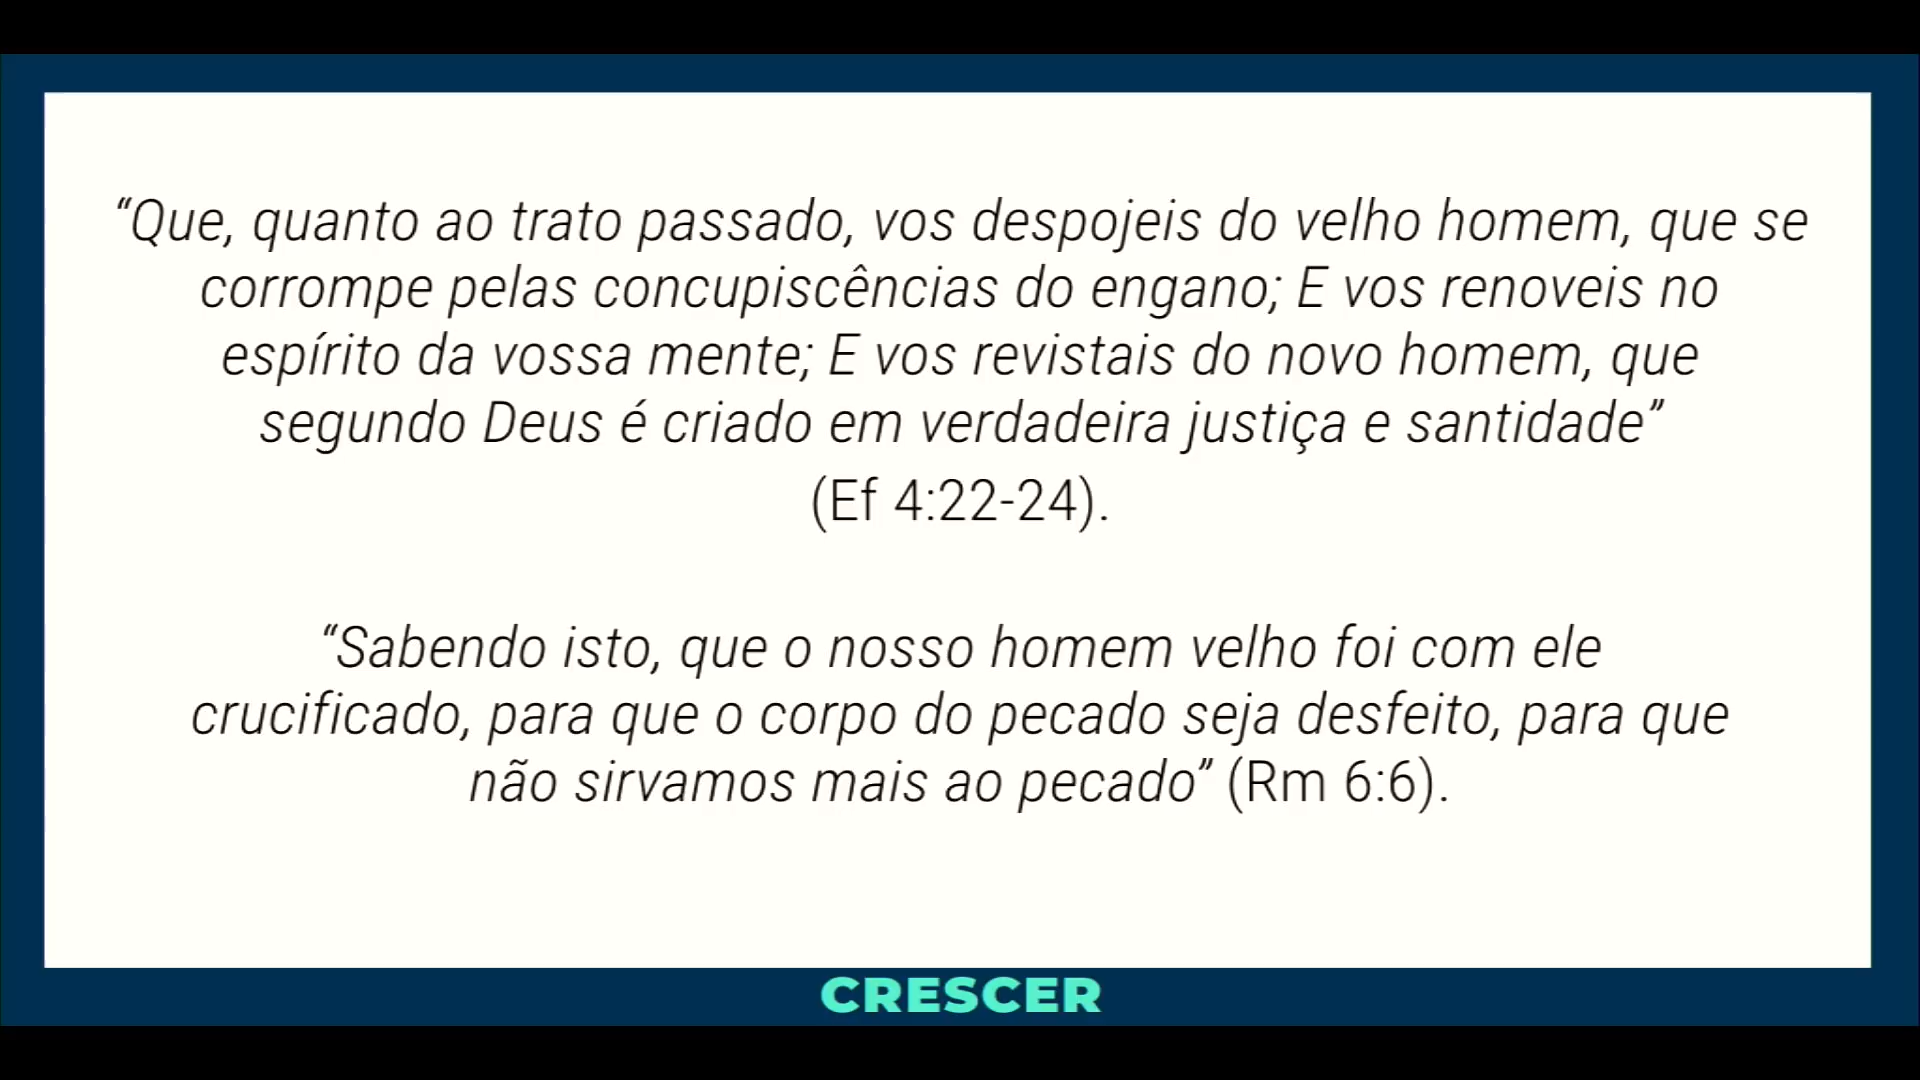 “Que, quanto ao trato passado, vos despojeis do velho homem, que se
corrompe pelas concupiscências do engano; E vos renoveis no
espírito da vossa mente; E vos revistais do novo homem, que
segundo Deus é criado em verdadeira justiça e santidade”
(Ef 4:22-24).
“Sabendo isto, que o nosso homem velho foi com ele
crucificado, para que o corpo do pecado seja desfeito, para que
não sirvamos mais ao pecado” (Rm 6:6).
CRESCER